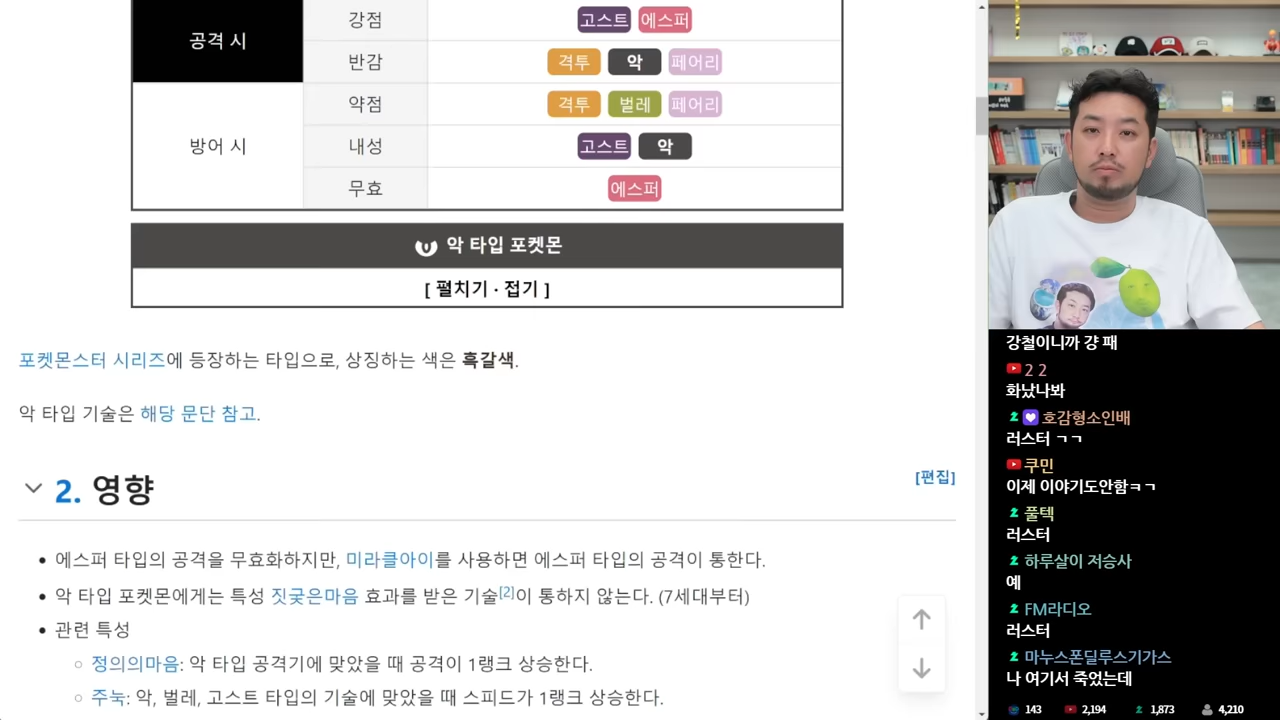 공격 시
강점
고스트 에스퍼
반감
격투 악 페어리
방어 시
약점
격투 벌레 페어리
내성
고스트 악
무효
에스퍼
악 타입 포켓몬
[ 펼치기 · 접기 ]
포켓몬스터 시리즈에 등장하는 타입으로, 상징하는 색은 흑갈색.
악 타입 기술은 해당 문단 참고.
2. 영향
[편집]
에스퍼 타입의 공격을 무효화하지만, 미라클아이를 사용하면 에스퍼 타입의 공격이 통한다.
악 타입 포켓몬에게는 특성 짓궂은마음 효과를 받은 기술[2]이 통하지 않는다. (7세대부터)
관련 특성
정의의마음: 악 타입 공격기에 맞았을 때 공격이 1랭크 상승한다.
주눅: 악, 벌레, 고스트 타입의 기술에 맞았을 때 스피드가 1랭크 상승한다.
강철이니까 걍 패
2 2
화났나봐
호감형소인배
러스터 ㄱㄱ
쿠민
이제 이야기도안함ㅋㄱ
풀텍
러스터
하루살이 저승사
예
FM라디오
러스터
마누스폰딜루스기가스
나 여기서 죽었는데
143 2,194 1,873 4,210